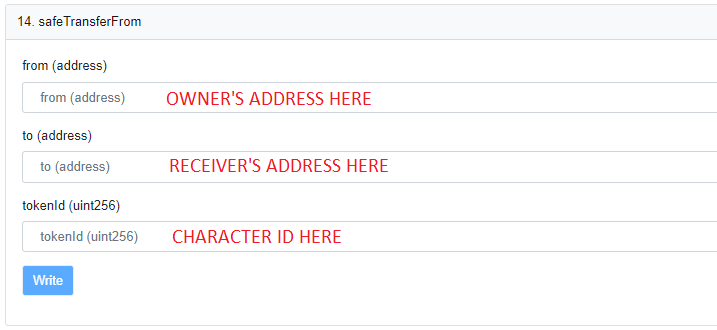 14. safeTransferFrom
from (address)
from (address) OWNER'S ADDRESS HERE
to (address)
to (address) RECEIVER'S ADDRESS HERE
tokenId (uint256)
tokenId (uint256) CHARACTER ID HERE
Write